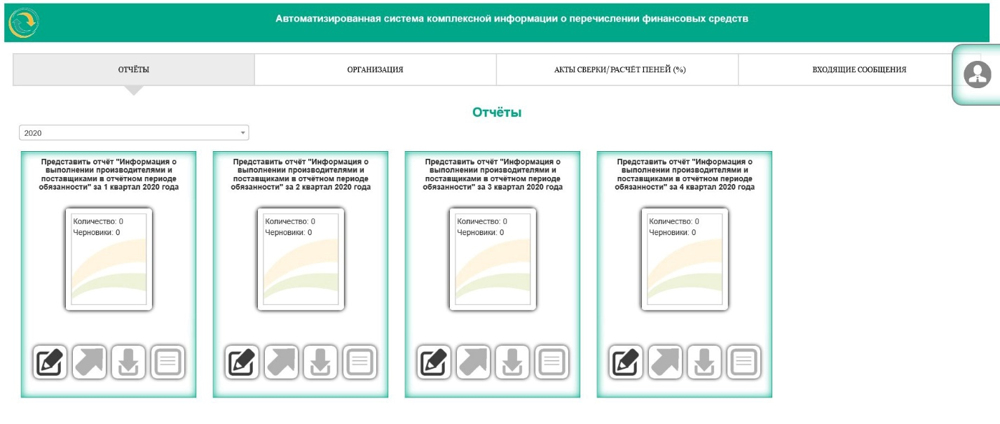 Автоматизированная система комплексной информации о перечислении финансовых средств
ОТЧЁТЫ
ОРГАНИЗАЦИЯ
АКТЫ СВЕРКИ/РАСЧЁТ ПЕНЕЙ (%)
ВХОДЯЩИЕ СООБЩЕНИЯ
Отчёты
2020
Представить отчёт "Информация о
выполнении производителями и
поставщиками в отчётном периоде
обязанности" за 1 квартал 2020 года
Количество: 0
Черновики: 0
Представить отчёт "Информация о
выполнении производителями и
поставщиками в отчётном периоде
обязанности" за 2 квартал 2020 года
Количество: 0
Черновики: 0
Представить отчёт "Информация о
выполнении производителями и
поставщиками в отчётном периоде
обязанности" за 3 квартал 2020 года
Количество: 0
Черновики: 0
Представить отчёт "Информация о
выполнении производителями и
поставщиками в отчётном периоде
обязанности" за 4 квартал 2020 года
Количество: 0
Черновики: 0